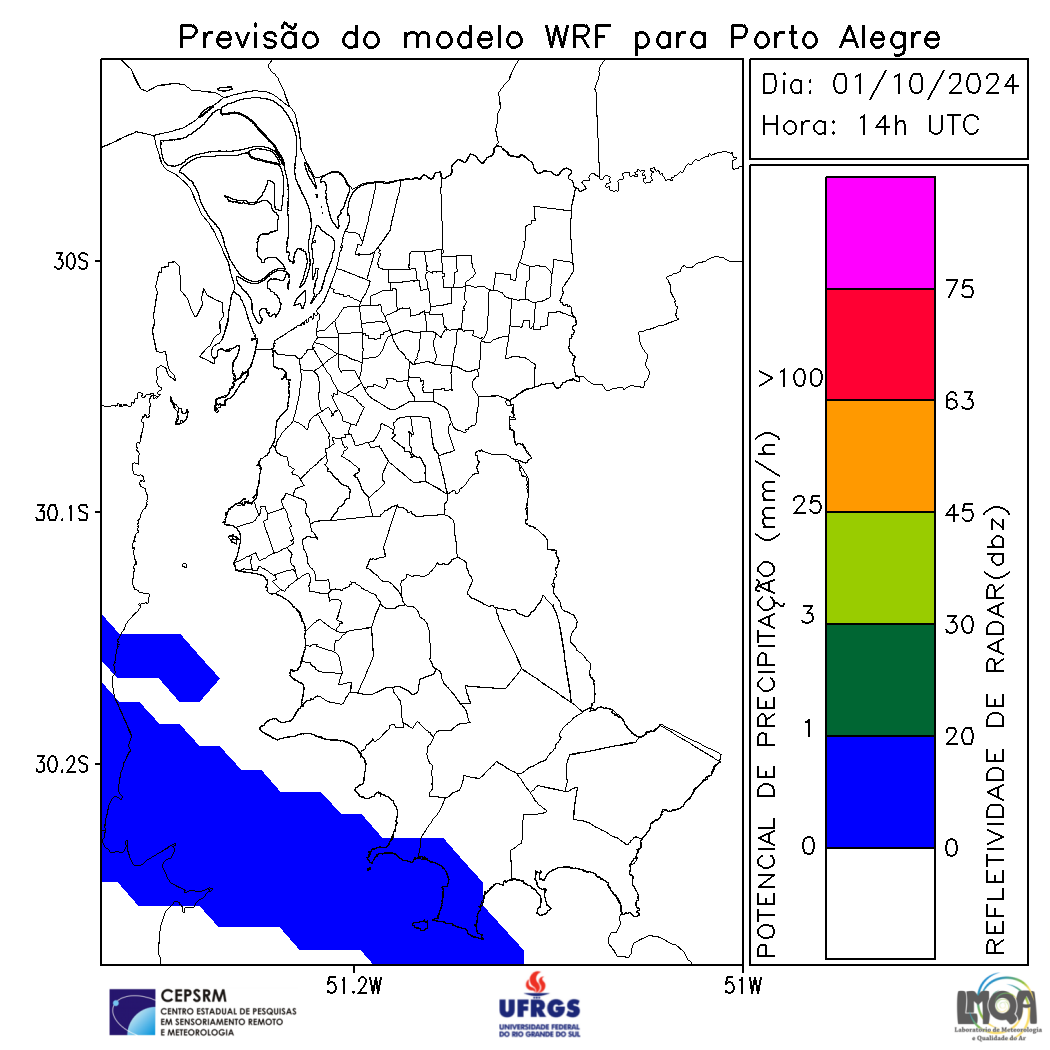 Previsão do modelo WRF para Porto Alegre
Dia: 01/10/2024
Hora: 14h UTC
30S
30.1S
30.2S
51.2W
51W
POTENCIAL DE PRECIPITAÇÃO (mm/h)
>100
25
3
1
0
75
63
45
30
20
0
REFLETIVIDADE DE RADAR(dbz)
CEPSRM
CENTRO ESTADUAL DE PESQUISAS
EM SENSORIAMENTO REMOTO
E METEOROLOGIA
UFRGS
UNIVERSIDADE FEDERAL
DO RIO GRANDE DO SUL
LMQA
Laboratório de Meteorologia
e Qualidade do Ar